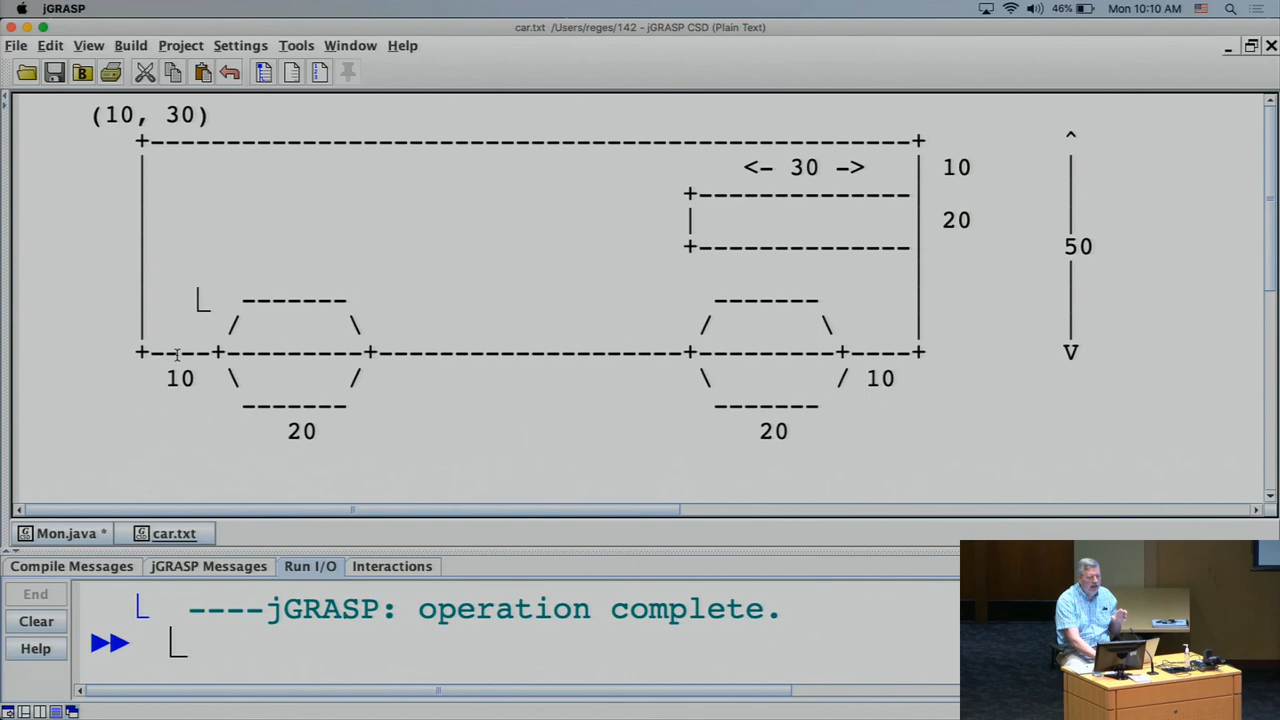 jGRASP
46%
Mon 10:10 AM
car.txt /Users/reges/142 - jGRASP CSD (Plain Text)
File Edit View Build Project Settings Tools Window Help
(10, 30)
+--------------------------------------------------+ ^
<- 30 -> | 10
+--------------
| 20
+-------------- 50
------- -------
/ \ / \
+----+---------+--------------------+---------+----+ V
10 \ / \ / 10
------- -------
20 20
Mon.java * car.txt
Compile Messages jGRASP Messages Run I/O Interactions
End
Clear
Help
----jGRASP: operation complete.